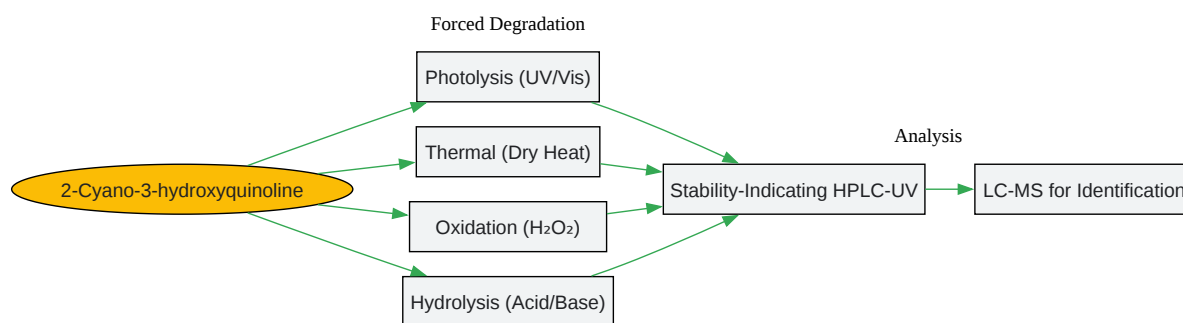 Forced Degradation
Photolysis (UV/Vis)
Analysis
Thermal (Dry Heat)
2-Cyano-3-hydroxyquinoline
Stability-Indicating HPLC-UV
LC-MS for Identification
Oxidation (H₂O₂)
Hydrolysis (Acid/Base)